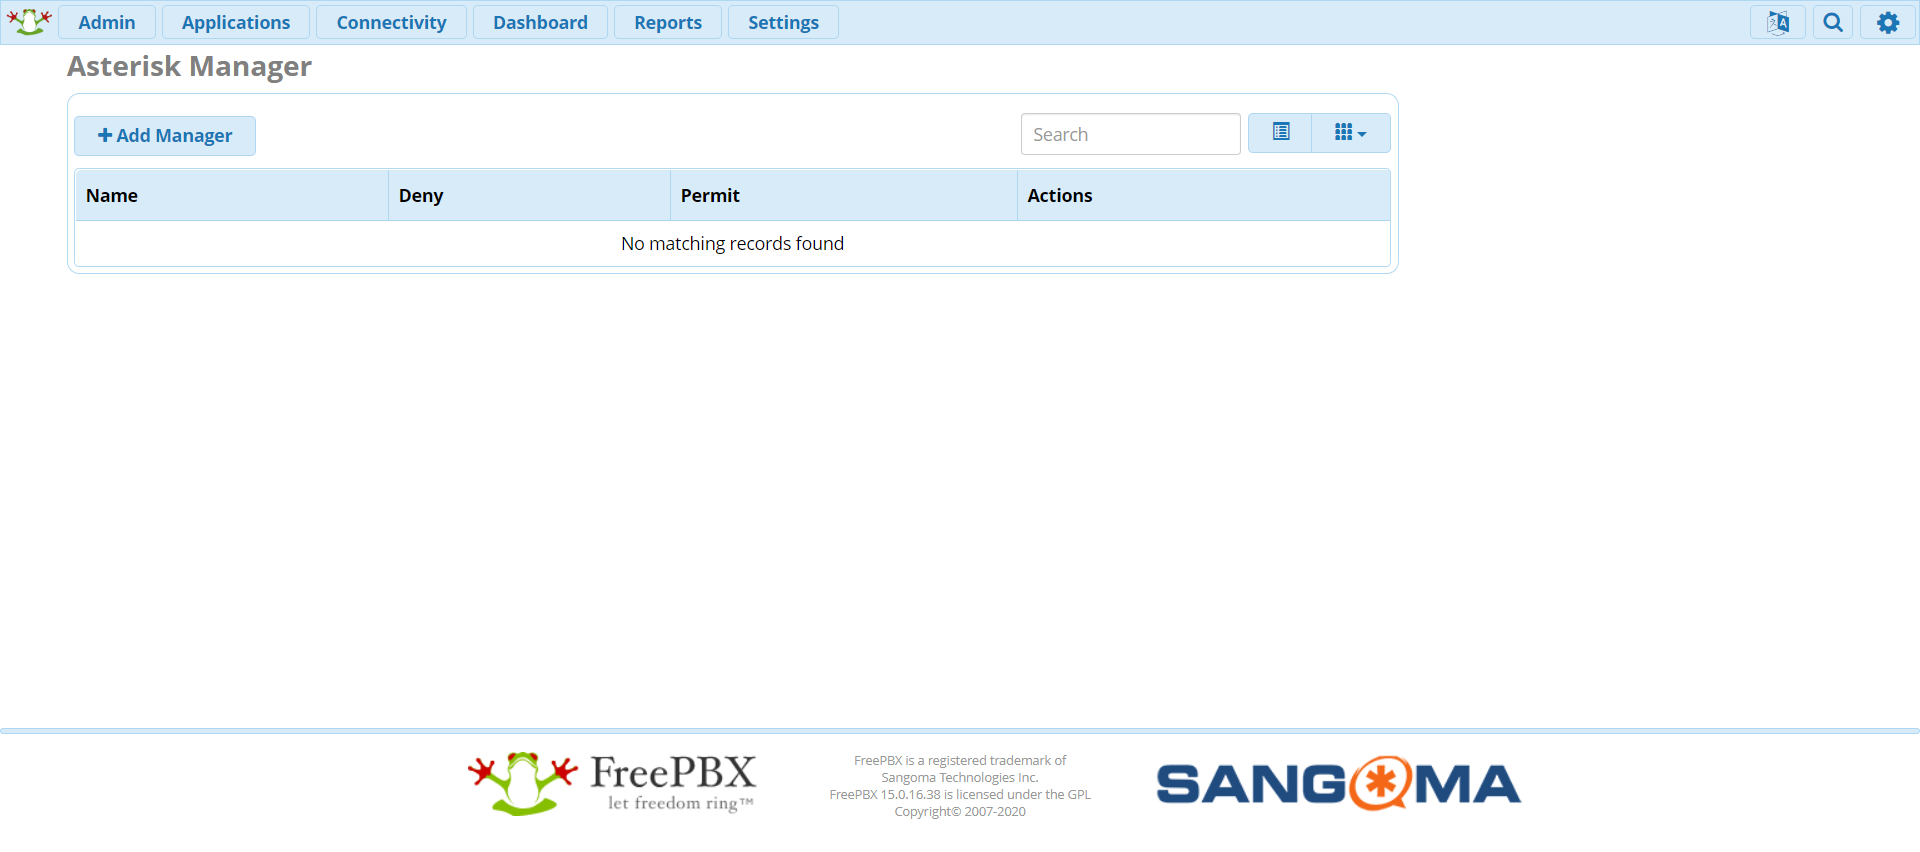 Admin
Applications
Connectivity
Dashboard
Reports
Settings
Asterisk Manager
Add Manager
Search
Name
Deny
Permit
Actions
No matching records found
FreePBX
let freedom ring™
FreePBX is a registered trademark of
Sangoma Technologies Inc.
FreePBX 15.0.16.38 is licensed under the GPL
Copyright© 2007-2020
SANGOMA